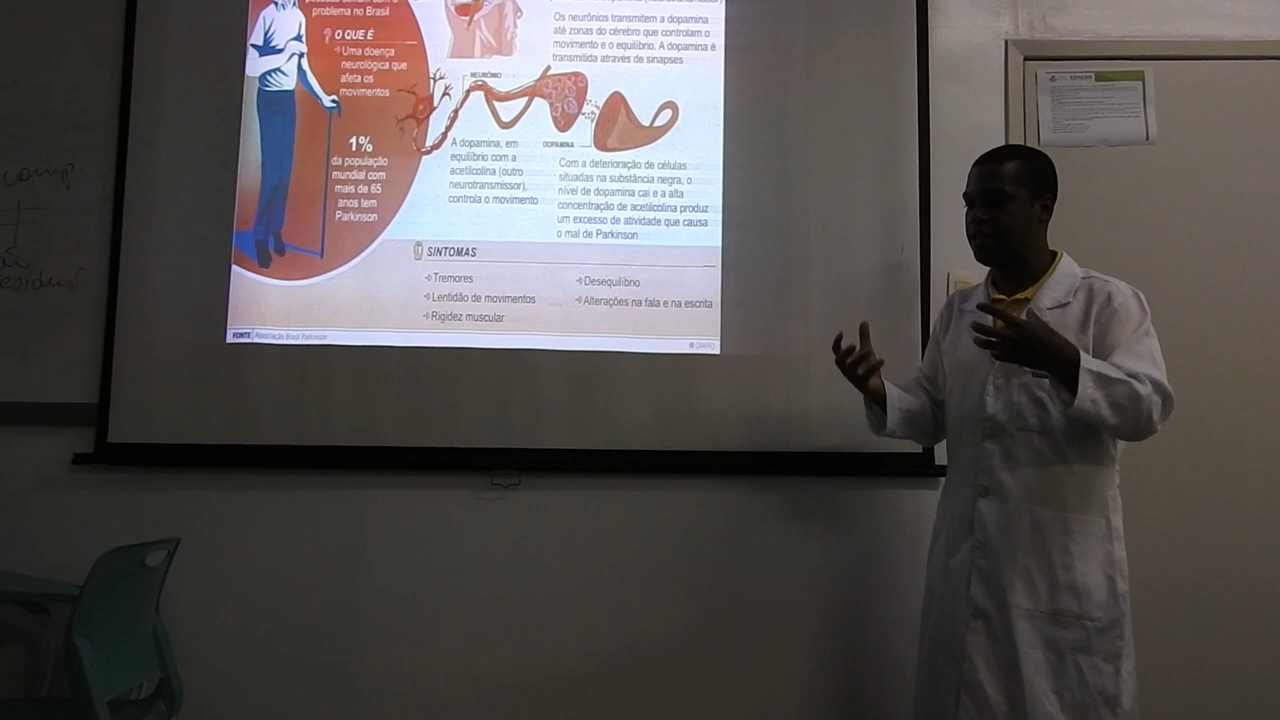 problema no Brasil
O QUE É
Uma doença
neurológica que
afeta os
movimentos
1%
da população
mundial com
mais de 65
anos tem
Parkinson
Os neurônios transmitem a dopamina
até zonas do cérebro que controlam o
movimento e o equilíbrio. A dopamina é
transmitida através de sinapses
NEURÔNIO
DOPAMINA
A dopamina, em
equilíbrio com a
acetilcolina (outro
neurotransmissor),
controla o movimento
Com a deterioração de células
situadas na substância negra, o
nível de dopamina cai e a alta
concentração de acetilcolina produz
um excesso de atividade que causa
o mal de Parkinson
SINTOMAS
Tremores
Lentidão de movimentos
Rigidez muscular
Desequilíbrio
Alterações na fala e na escrita
FONTE Associação Brasil Parkinson
comp.